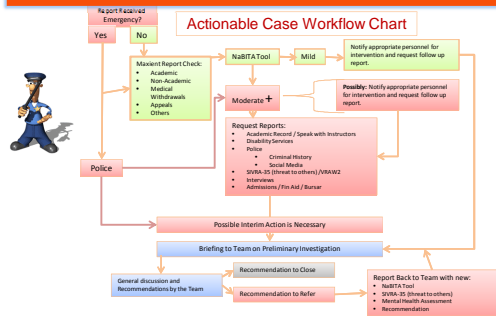 Report Received
Emergency?
Actionable Case Workflow Chart
Yes
No
NaBITA Tool
Mild
Notify appropriate personnel for
intervention and request follow up
report.
Maxient Report Check:
• Academic
• Non-Academic
• Medical
Withdrawals
• Appeals
• Others
Moderate +
Possibly: Notify appropriate personnel
for intervention and request follow up
report.
Request Reports:
• Academic Record / Speak with Instructors
• Disability Services
• Police
• Criminal History
• Social Media
• SIVRA-35 (threat to others) /VRAW2
• Interviews
• Admissions / Fin Aid / Bursar
Police
Possible Interim Action is Necessary
Briefing to Team on Preliminary Investigation
General discussion and
Recommendations by the Team
Recommendation to Close
Recommendation to Refer
Report Back to Team with new:
• NaBITA Tool
• SIVRA-35 (threat to others)
• Mental Health Assessment
• Recommendation